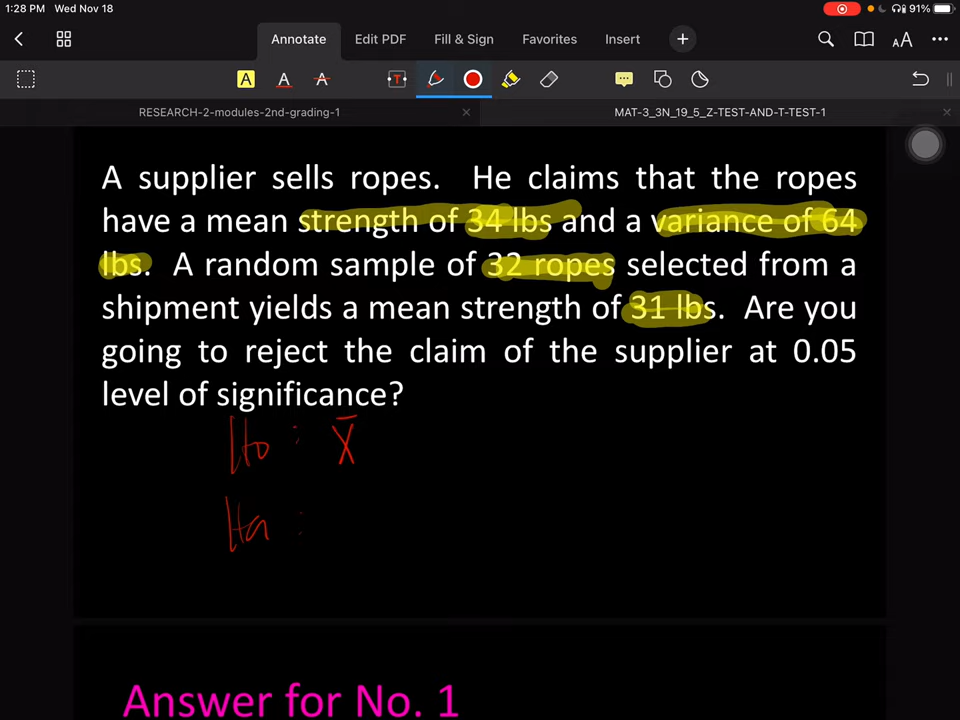 1:28 PM Wed Nov 18
91%
Annotate Edit PDF Fill & Sign Favorites Insert
RESEARCH-2-modules-2nd-grading-1
MAT-3_3N_19_5_Z-TEST-AND-T-TEST-1
A supplier sells ropes. He claims that the ropes
have a mean strength of 34 lbs and a variance of 64
lbs. A random sample of 32 ropes selected from a
shipment yields a mean strength of 31 lbs. Are you
going to reject the claim of the supplier at 0.05
level of significance?
Ho : x̄
Ha :
Answer for No. 1